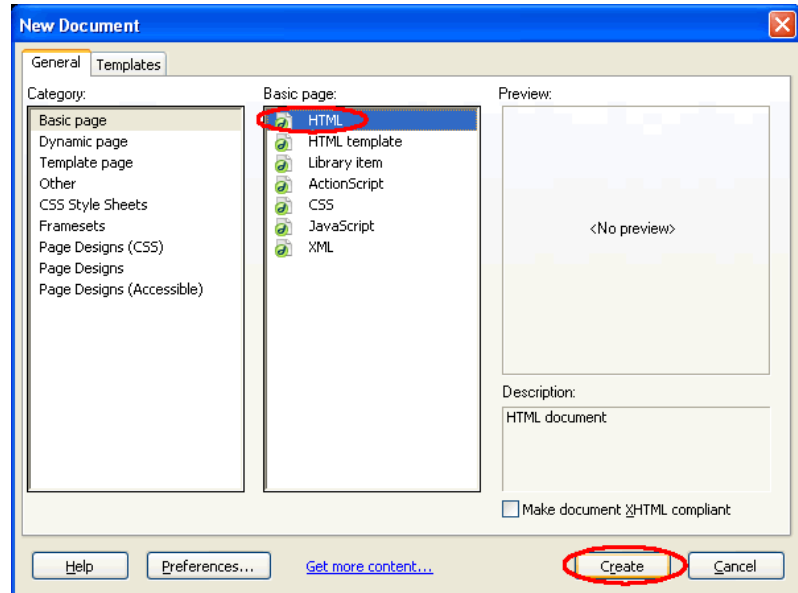 New Document
General Templates
Category:
Basic page
Dynamic page
Template page
Other
CSS Style Sheets
Framesets
Page Designs (CSS)
Page Designs
Page Designs (Accessible)
Basic page:
HTML
HTML template
Library item
ActionScript
CSS
JavaScript
XML
Preview:
<No preview>
Description:
HTML document
Make document XHTML compliant
Help Preferences... Get more content... Create Cancel